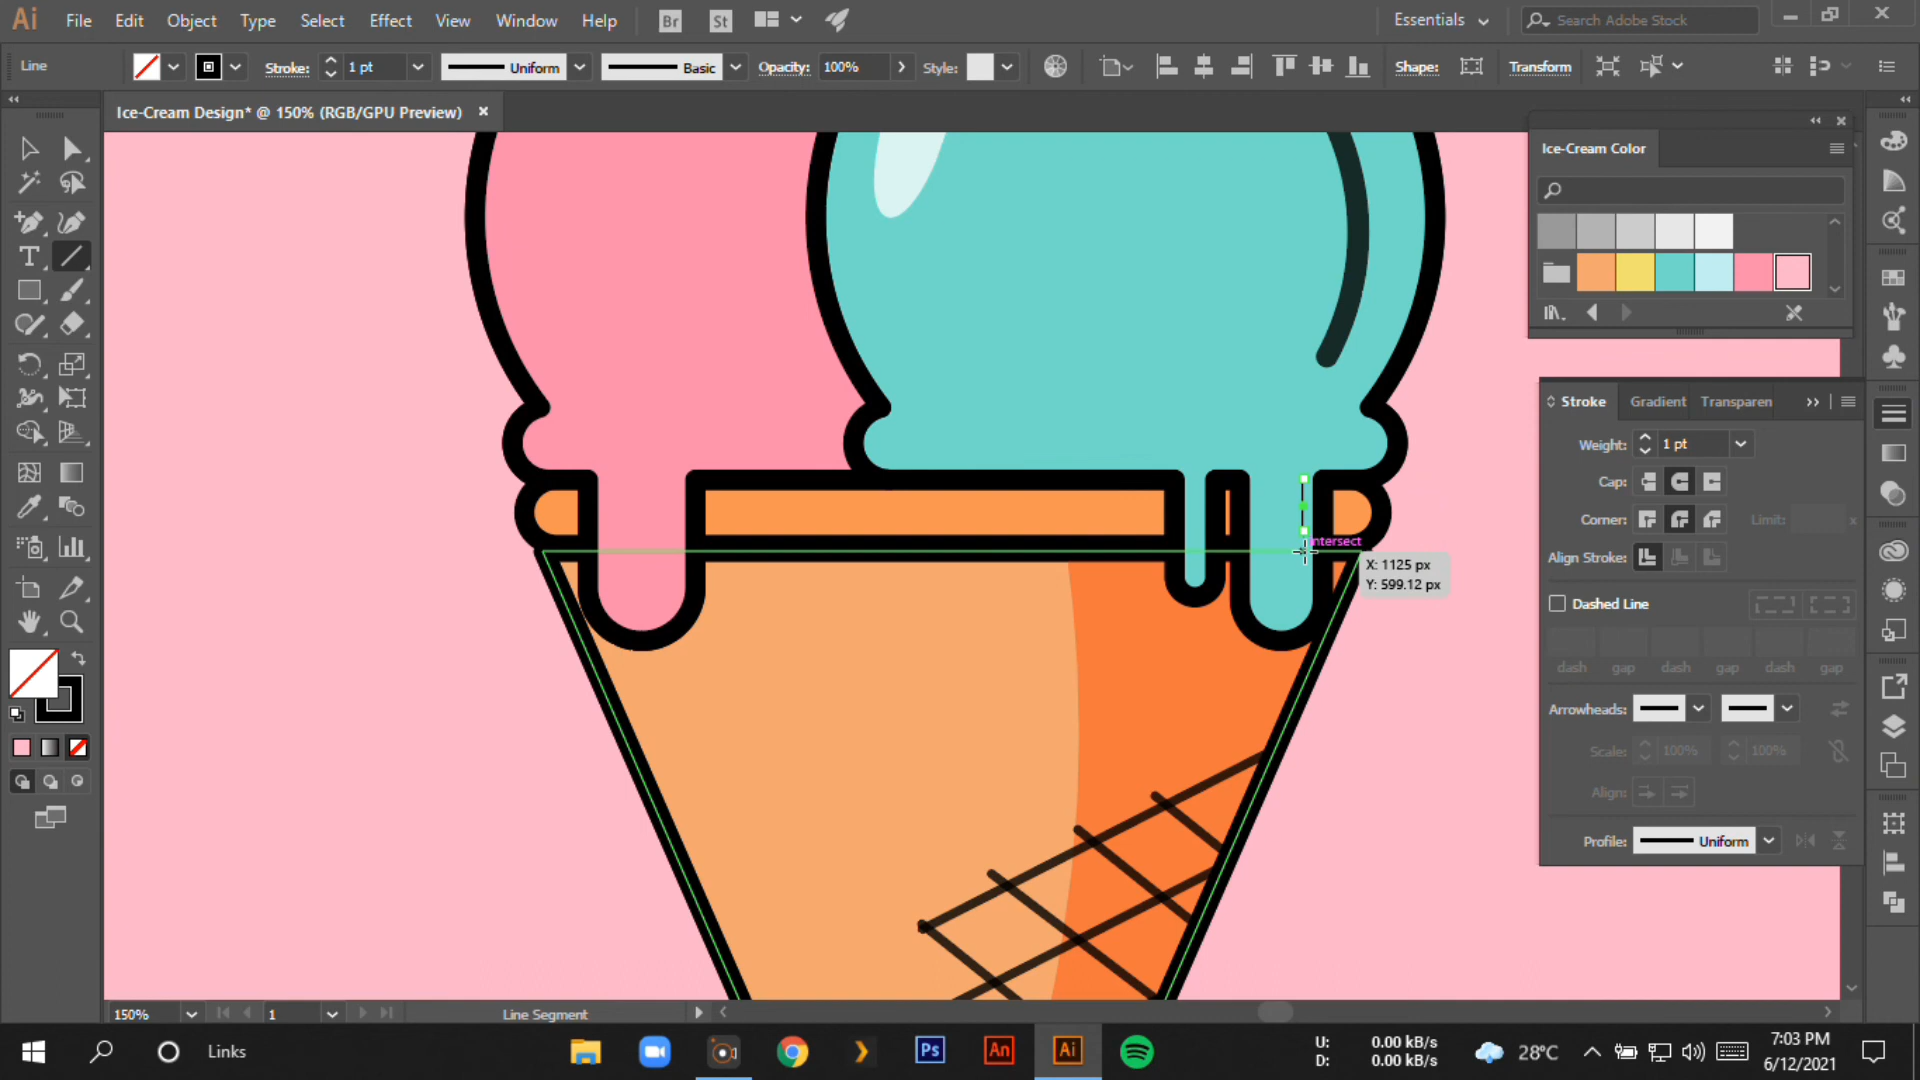 Ai File Edit Object Type Select Effect View Window Help Br St Essentials Search Adobe Stock
Line Stroke: 1 pt Uniform Basic Opacity: 100% Style: Shape: Transform
Ice-Cream Design* @ 150% (RGB/GPU Preview)
Ice-Cream Color
Stroke Gradient Transparen
Weight: 1 pt
Cap:
Corner: Limit: x
Align Stroke:
Dashed Line
dash gap dash gap dash gap
Arrowheads:
Scale: 100% 100%
Align:
Profile: Uniform
T
ntersect
X: 1125 px
Y: 599.12 px
150% 1 Line Segment
Links Ps An Ai
U: 0.00 kB/s
D: 0.00 kB/s
28°C
7:03 PM
6/12/2021